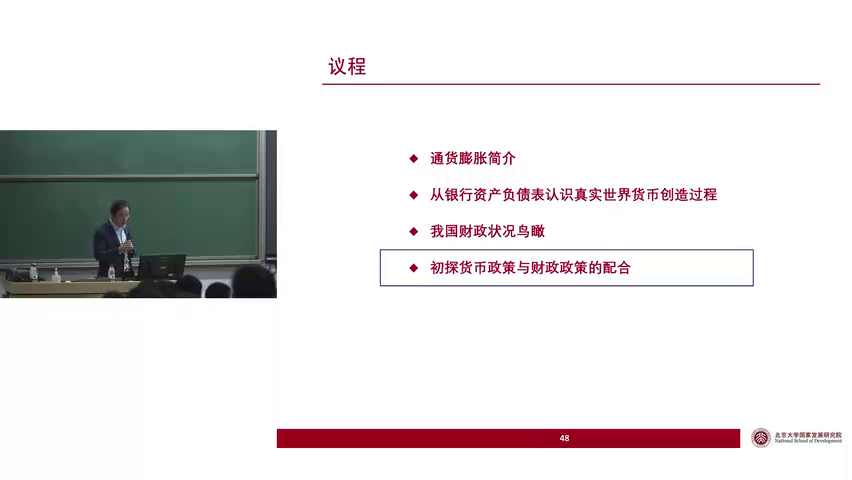 议程
通货膨胀简介
从银行资产负债表认识真实世界货币创造过程
我国财政状况鸟瞰
初探货币政策与财政政策的配合
48
北京大学国家发展研究院
National School of Development